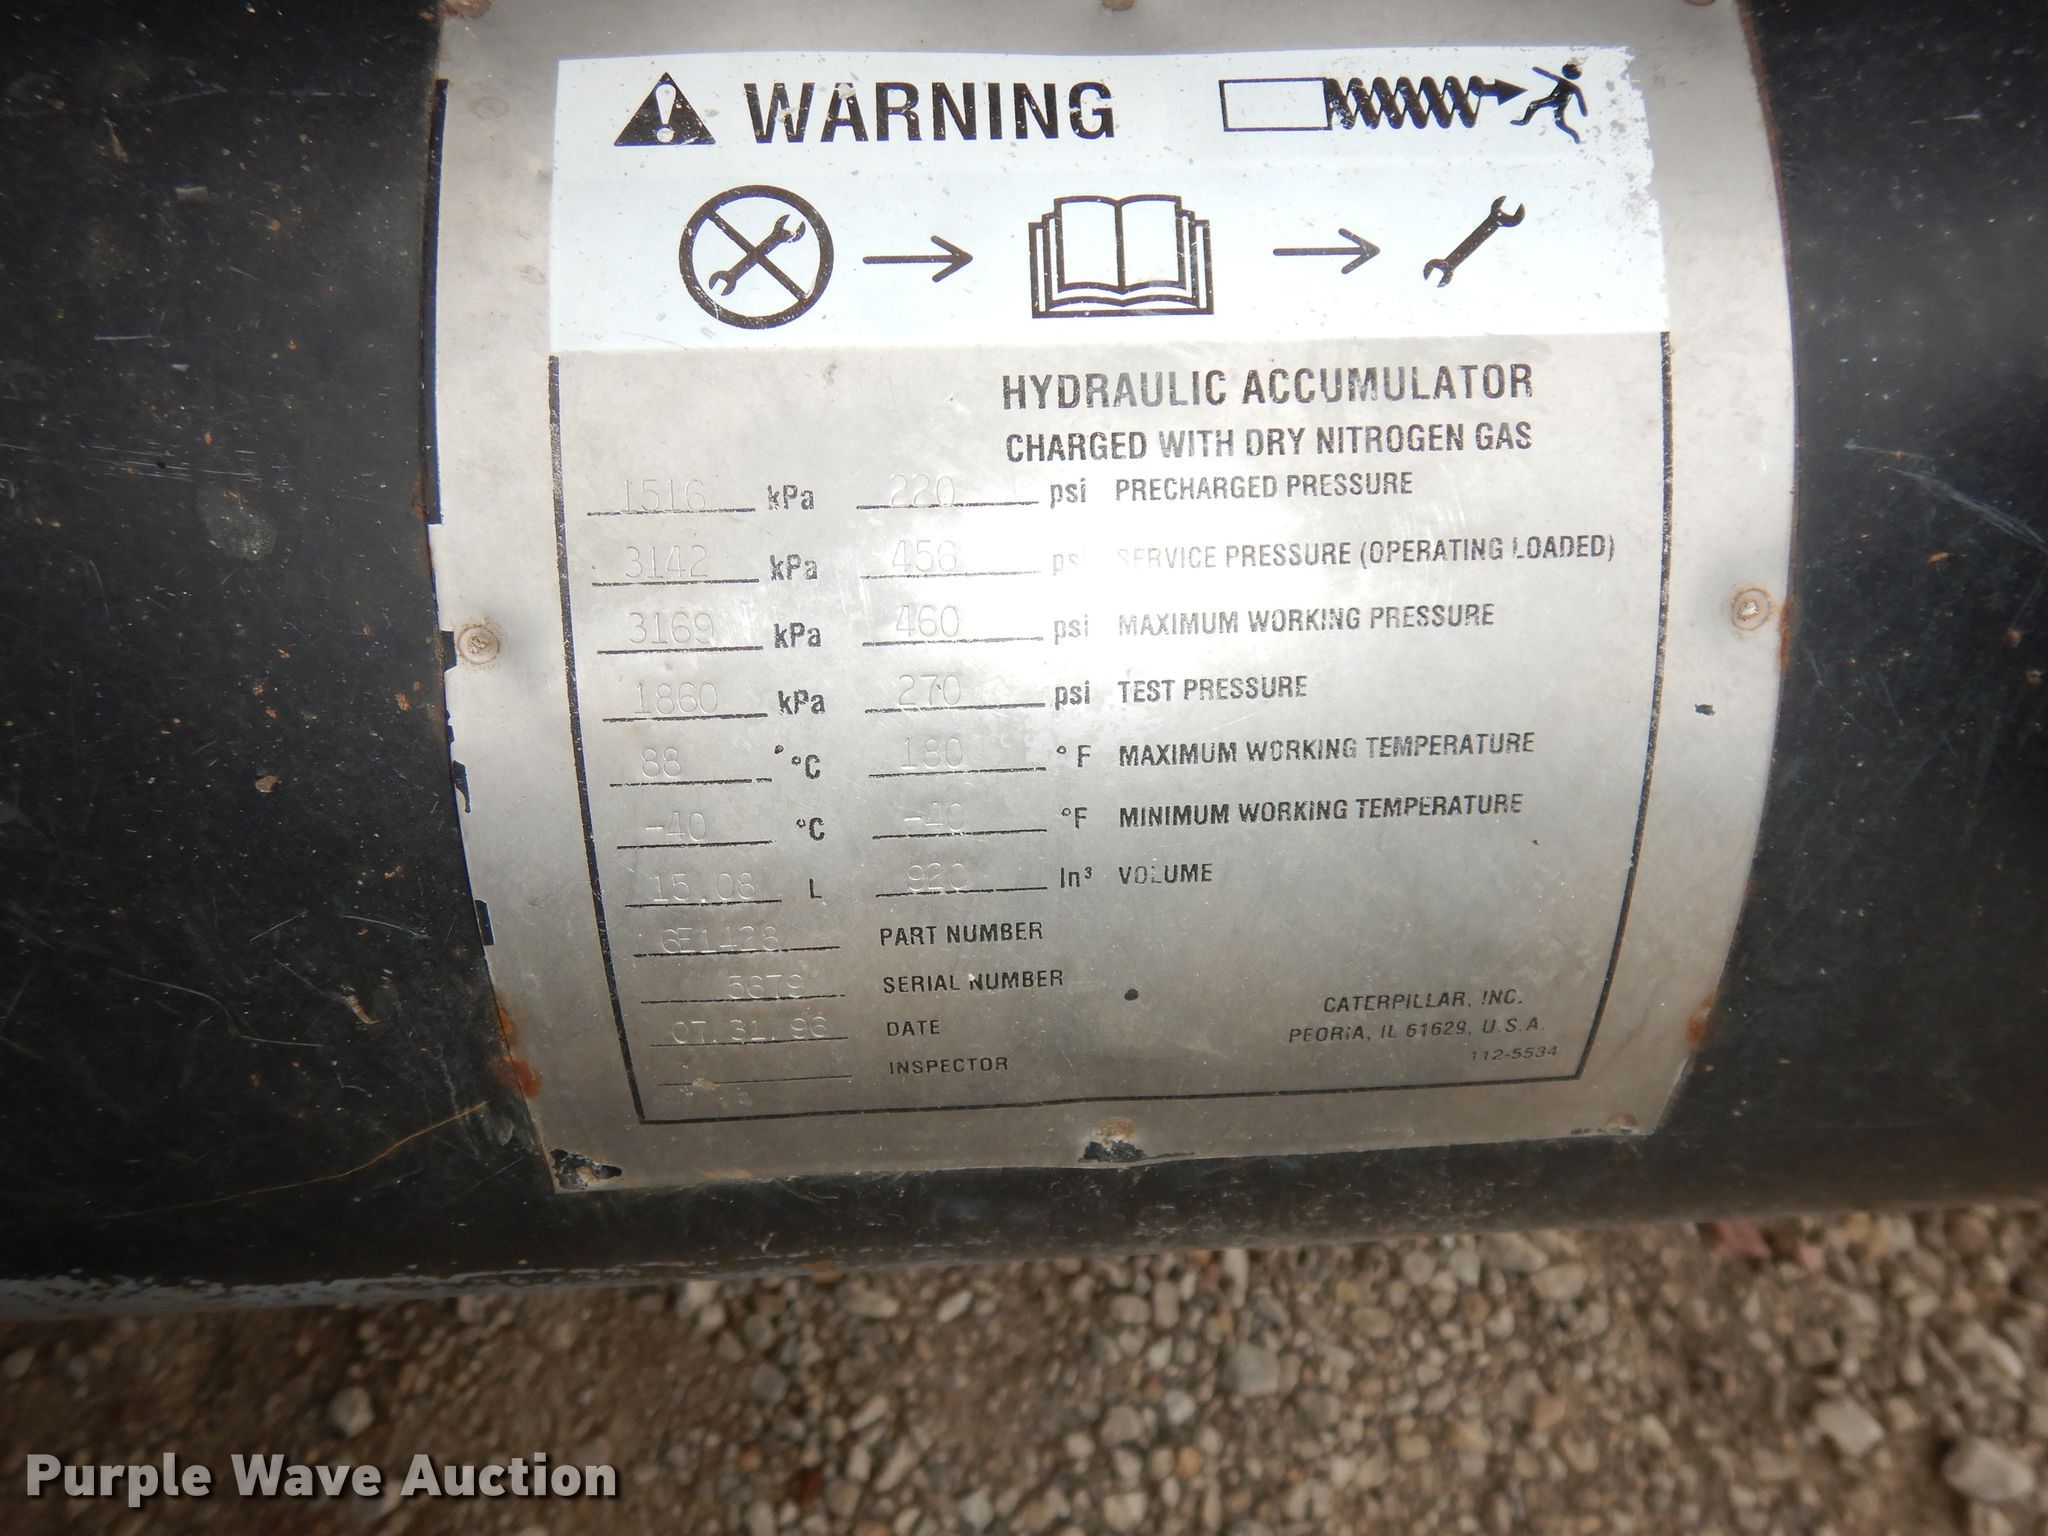 WARNING
HYDRAULIC ACCUMULATOR
CHARGED WITH DRY NITROGEN GAS
1516 kPa 220 psi PRECHARGED PRESSURE
3142 kPa 456 psi SERVICE PRESSURE (OPERATING LOADED)
3169 kPa 460 psi MAXIMUM WORKING PRESSURE
1860 kPa 270 psi TEST PRESSURE
88 °C 180 °F MAXIMUM WORKING TEMPERATURE
-40 °C -40 °F MINIMUM WORKING TEMPERATURE
15.08 L 920 In³ VOLUME
6E1428 PART NUMBER
5679 SERIAL NUMBER
07.31.96 DATE
INSPECTOR
CATERPILLAR, INC.
PEORIA, IL 61629, U.S.A.
112-5534
Purple Wave Auction